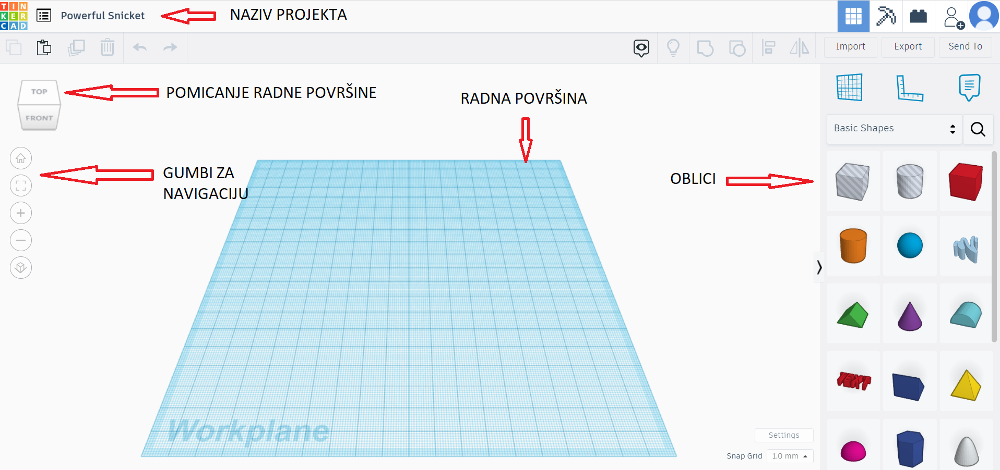 TIN
KER
CAD
Powerful Snicket
NAZIV PROJEKTA
Import
Export
Send To
TOP
FRONT
POMICANJE RADNE POVRŠINE
RADNA POVRŠINA
Basic Shapes
GUMBI ZA
NAVIGACIJU
OBLICI
TEXT
Workplane
Settings
Snap Grid
1.0 mm